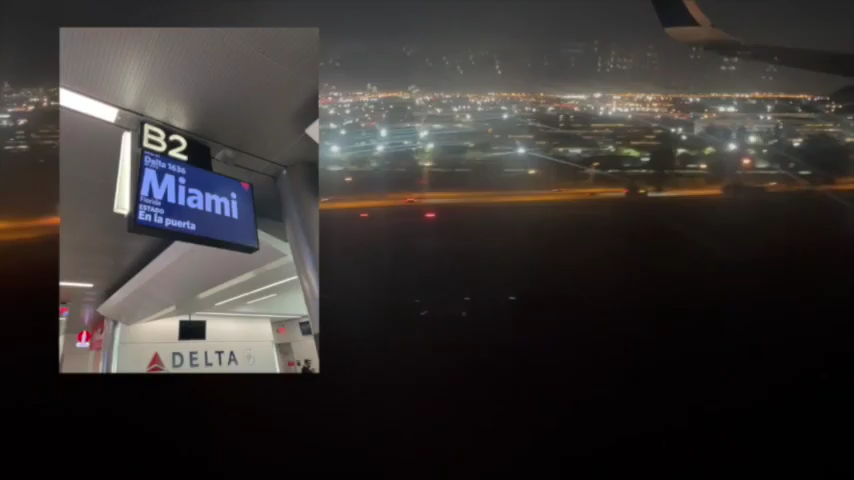 B2
Delta 1636
Miami
Florida
ESTADO
En la puerta
DELTA